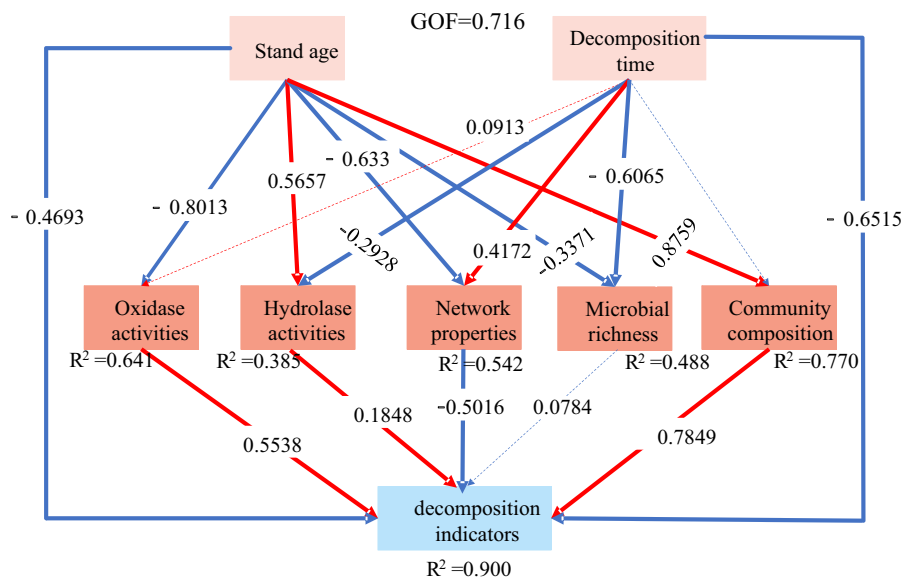 GOF=0.716
Stand age
Decomposition
time
0.0913
- 0.633
0.5657
- 0.6065
- 0.8013
- 0.4693
- 0.6515
-0.2928
0.4172
-0.3371
0.8759
Oxidase
activities
Hydrolase
activities
Network
properties
Microbial
richness
Community
composition
R² =0.641
R² =0.385
R² =0.542
R² =0.488
R² =0.770
0.5538
0.1848
-0.5016
0.0784
0.7849
decomposition
indicators
R² =0.900